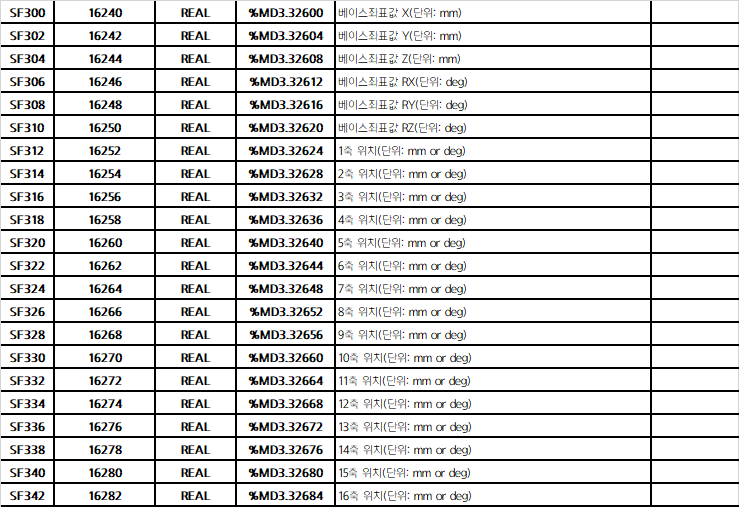 SF300 16240 REAL %MD3.32600 베이스좌표값 X(단위: mm)
SF302 16242 REAL %MD3.32604 베이스좌표값 Y(단위: mm)
SF304 16244 REAL %MD3.32608 베이스좌표값 Z(단위: mm)
SF306 16246 REAL %MD3.32612 베이스좌표값 RX(단위: deg)
SF308 16248 REAL %MD3.32616 베이스좌표값 RY(단위: deg)
SF310 16250 REAL %MD3.32620 베이스좌표값 RZ(단위: deg)
SF312 16252 REAL %MD3.32624 1축 위치(단위: mm or deg)
SF314 16254 REAL %MD3.32628 2축 위치(단위: mm or deg)
SF316 16256 REAL %MD3.32632 3축 위치(단위: mm or deg)
SF318 16258 REAL %MD3.32636 4축 위치(단위: mm or deg)
SF320 16260 REAL %MD3.32640 5축 위치(단위: mm or deg)
SF322 16262 REAL %MD3.32644 6축 위치(단위: mm or deg)
SF324 16264 REAL %MD3.32648 7축 위치(단위: mm or deg)
SF326 16266 REAL %MD3.32652 8축 위치(단위: mm or deg)
SF328 16268 REAL %MD3.32656 9축 위치(단위: mm or deg)
SF330 16270 REAL %MD3.32660 10축 위치(단위: mm or deg)
SF332 16272 REAL %MD3.32664 11축 위치(단위: mm or deg)
SF334 16274 REAL %MD3.32668 12축 위치(단위: mm or deg)
SF336 16276 REAL %MD3.32672 13축 위치(단위: mm or deg)
SF338 16278 REAL %MD3.32676 14축 위치(단위: mm or deg)
SF340 16280 REAL %MD3.32680 15축 위치(단위: mm or deg)
SF342 16282 REAL %MD3.32684 16축 위치(단위: mm or deg)